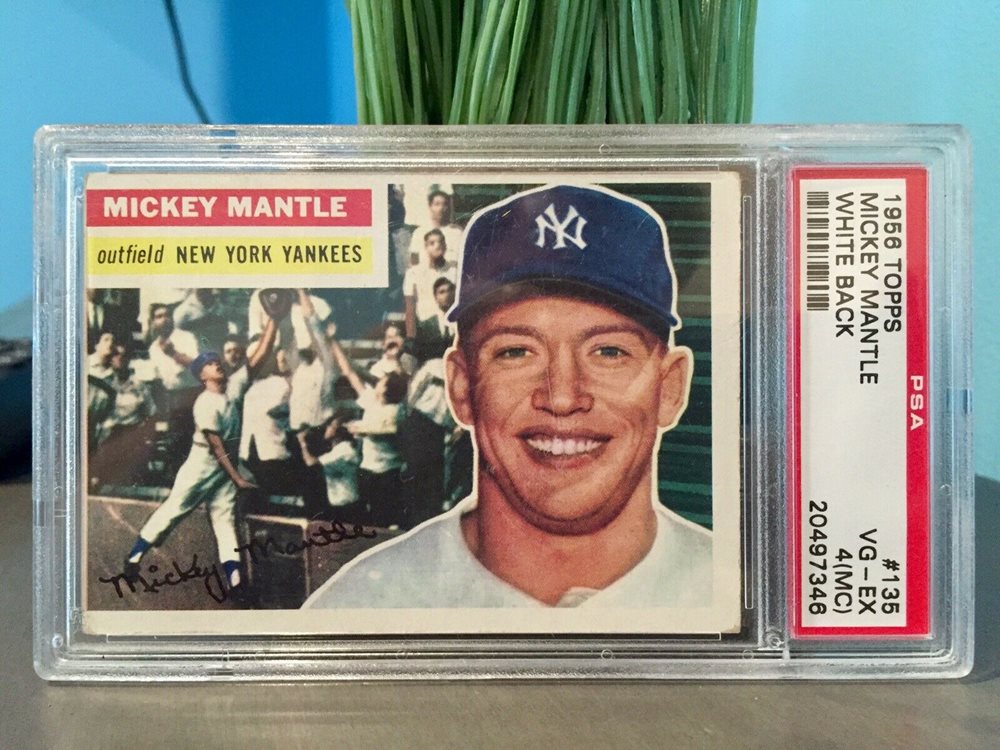 MICKEY MANTLE
outfield NEW YORK YANKEES
NY
Mickey Mantle
1956 TOPPS
MICKEY MANTLE
WHITE BACK
PSA
#135
VG-EX
4(MC)
20497346